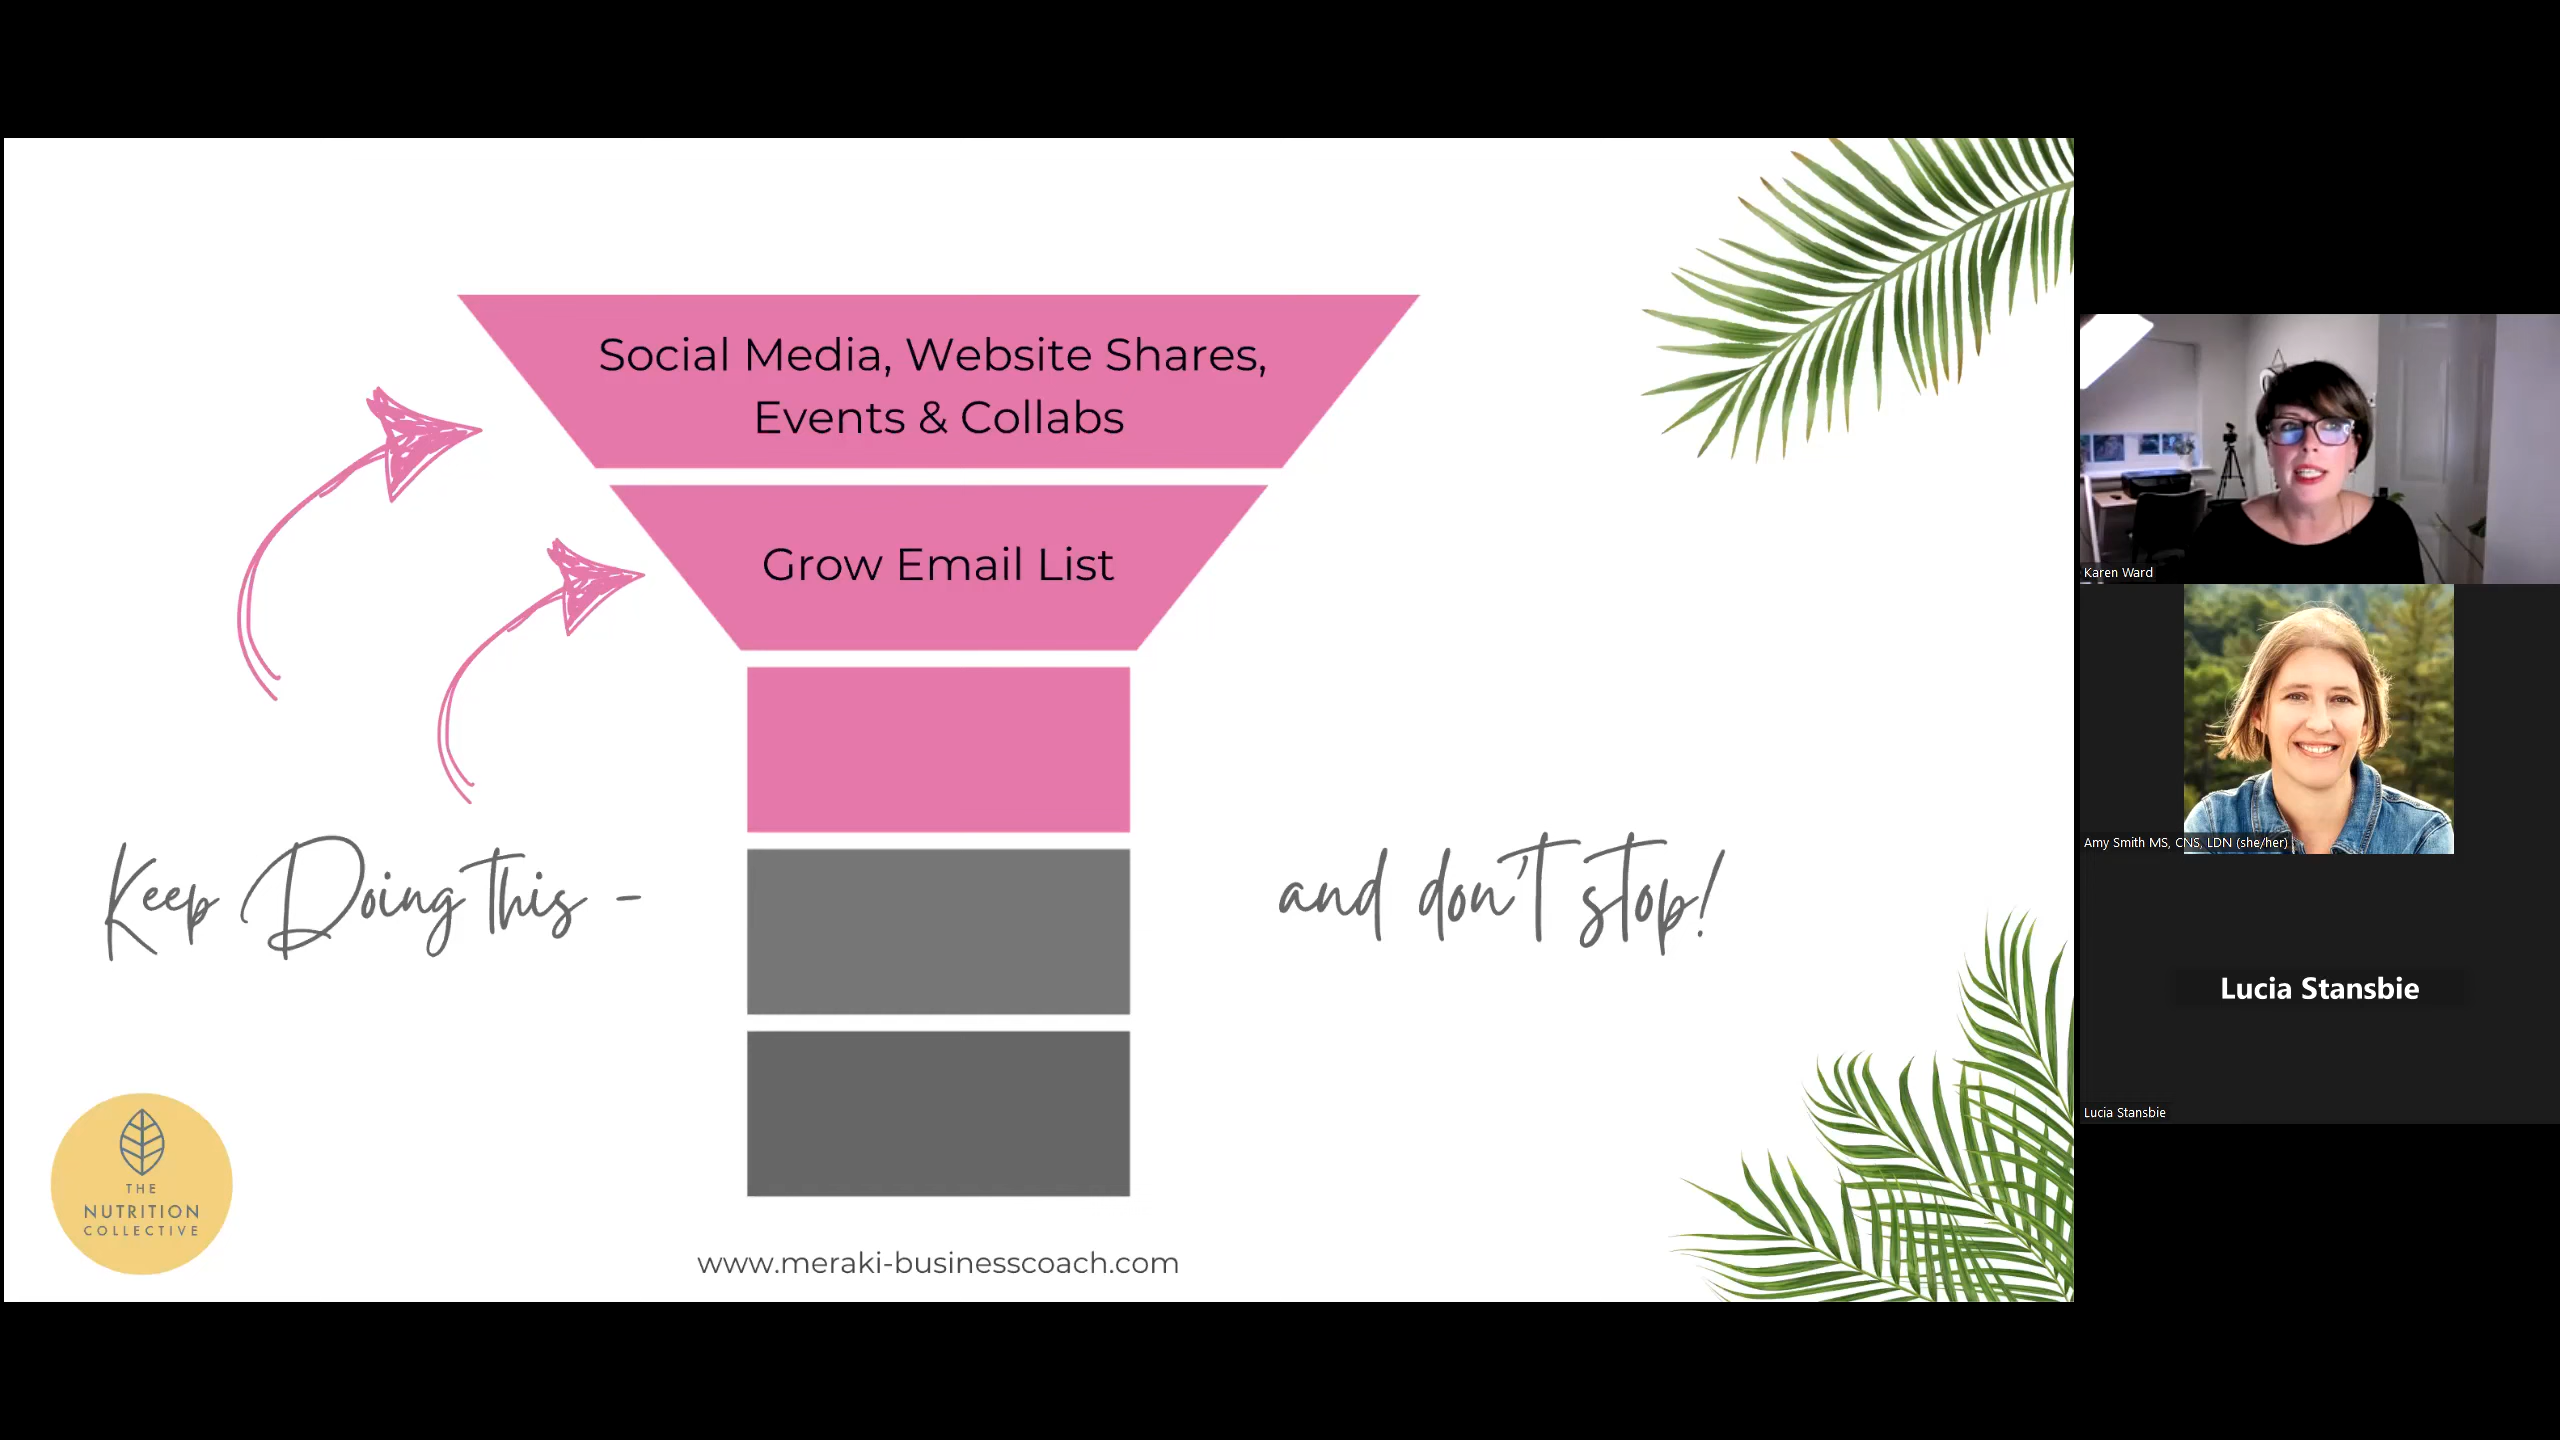 Social Media, Website Shares,
Events & Collabs
Grow Email List
Keep Doing this -
and don't stop!
THE
NUTRITION
COLLECTIVE
www.meraki-businesscoach.com
Karen Ward
Amy Smith MS, CNS, LDN (she/her)
Lucia Stansbie
Lucia Stansbie